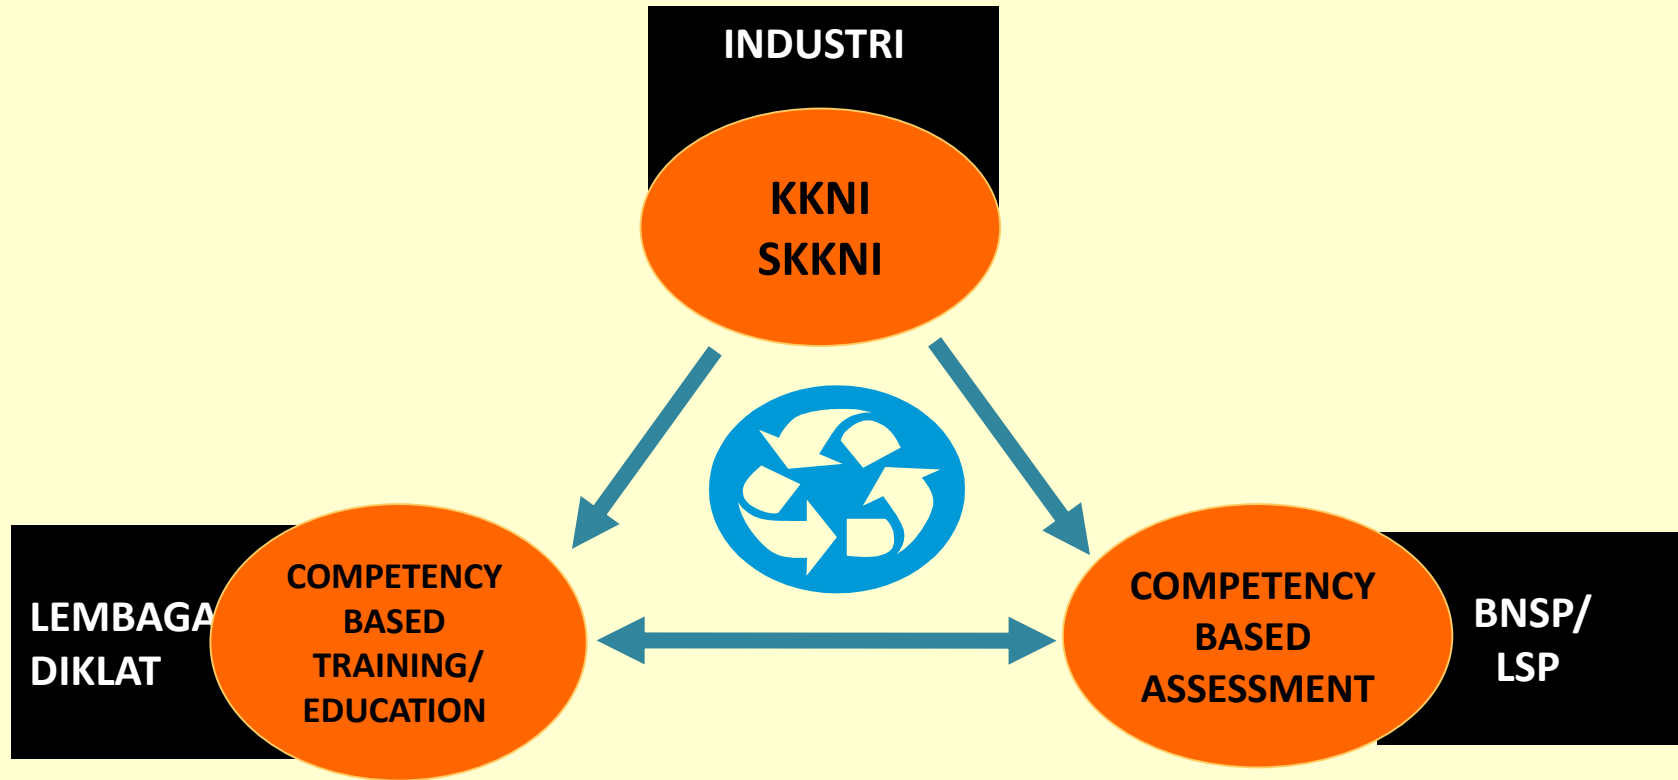 INDUSTRI
KKNI
SKKNI
LEMBAGA
DIKLAT
COMPETENCY
BASED
TRAINING/
EDUCATION
COMPETENCY
BASED
ASSESSMENT
BNSP/
LSP